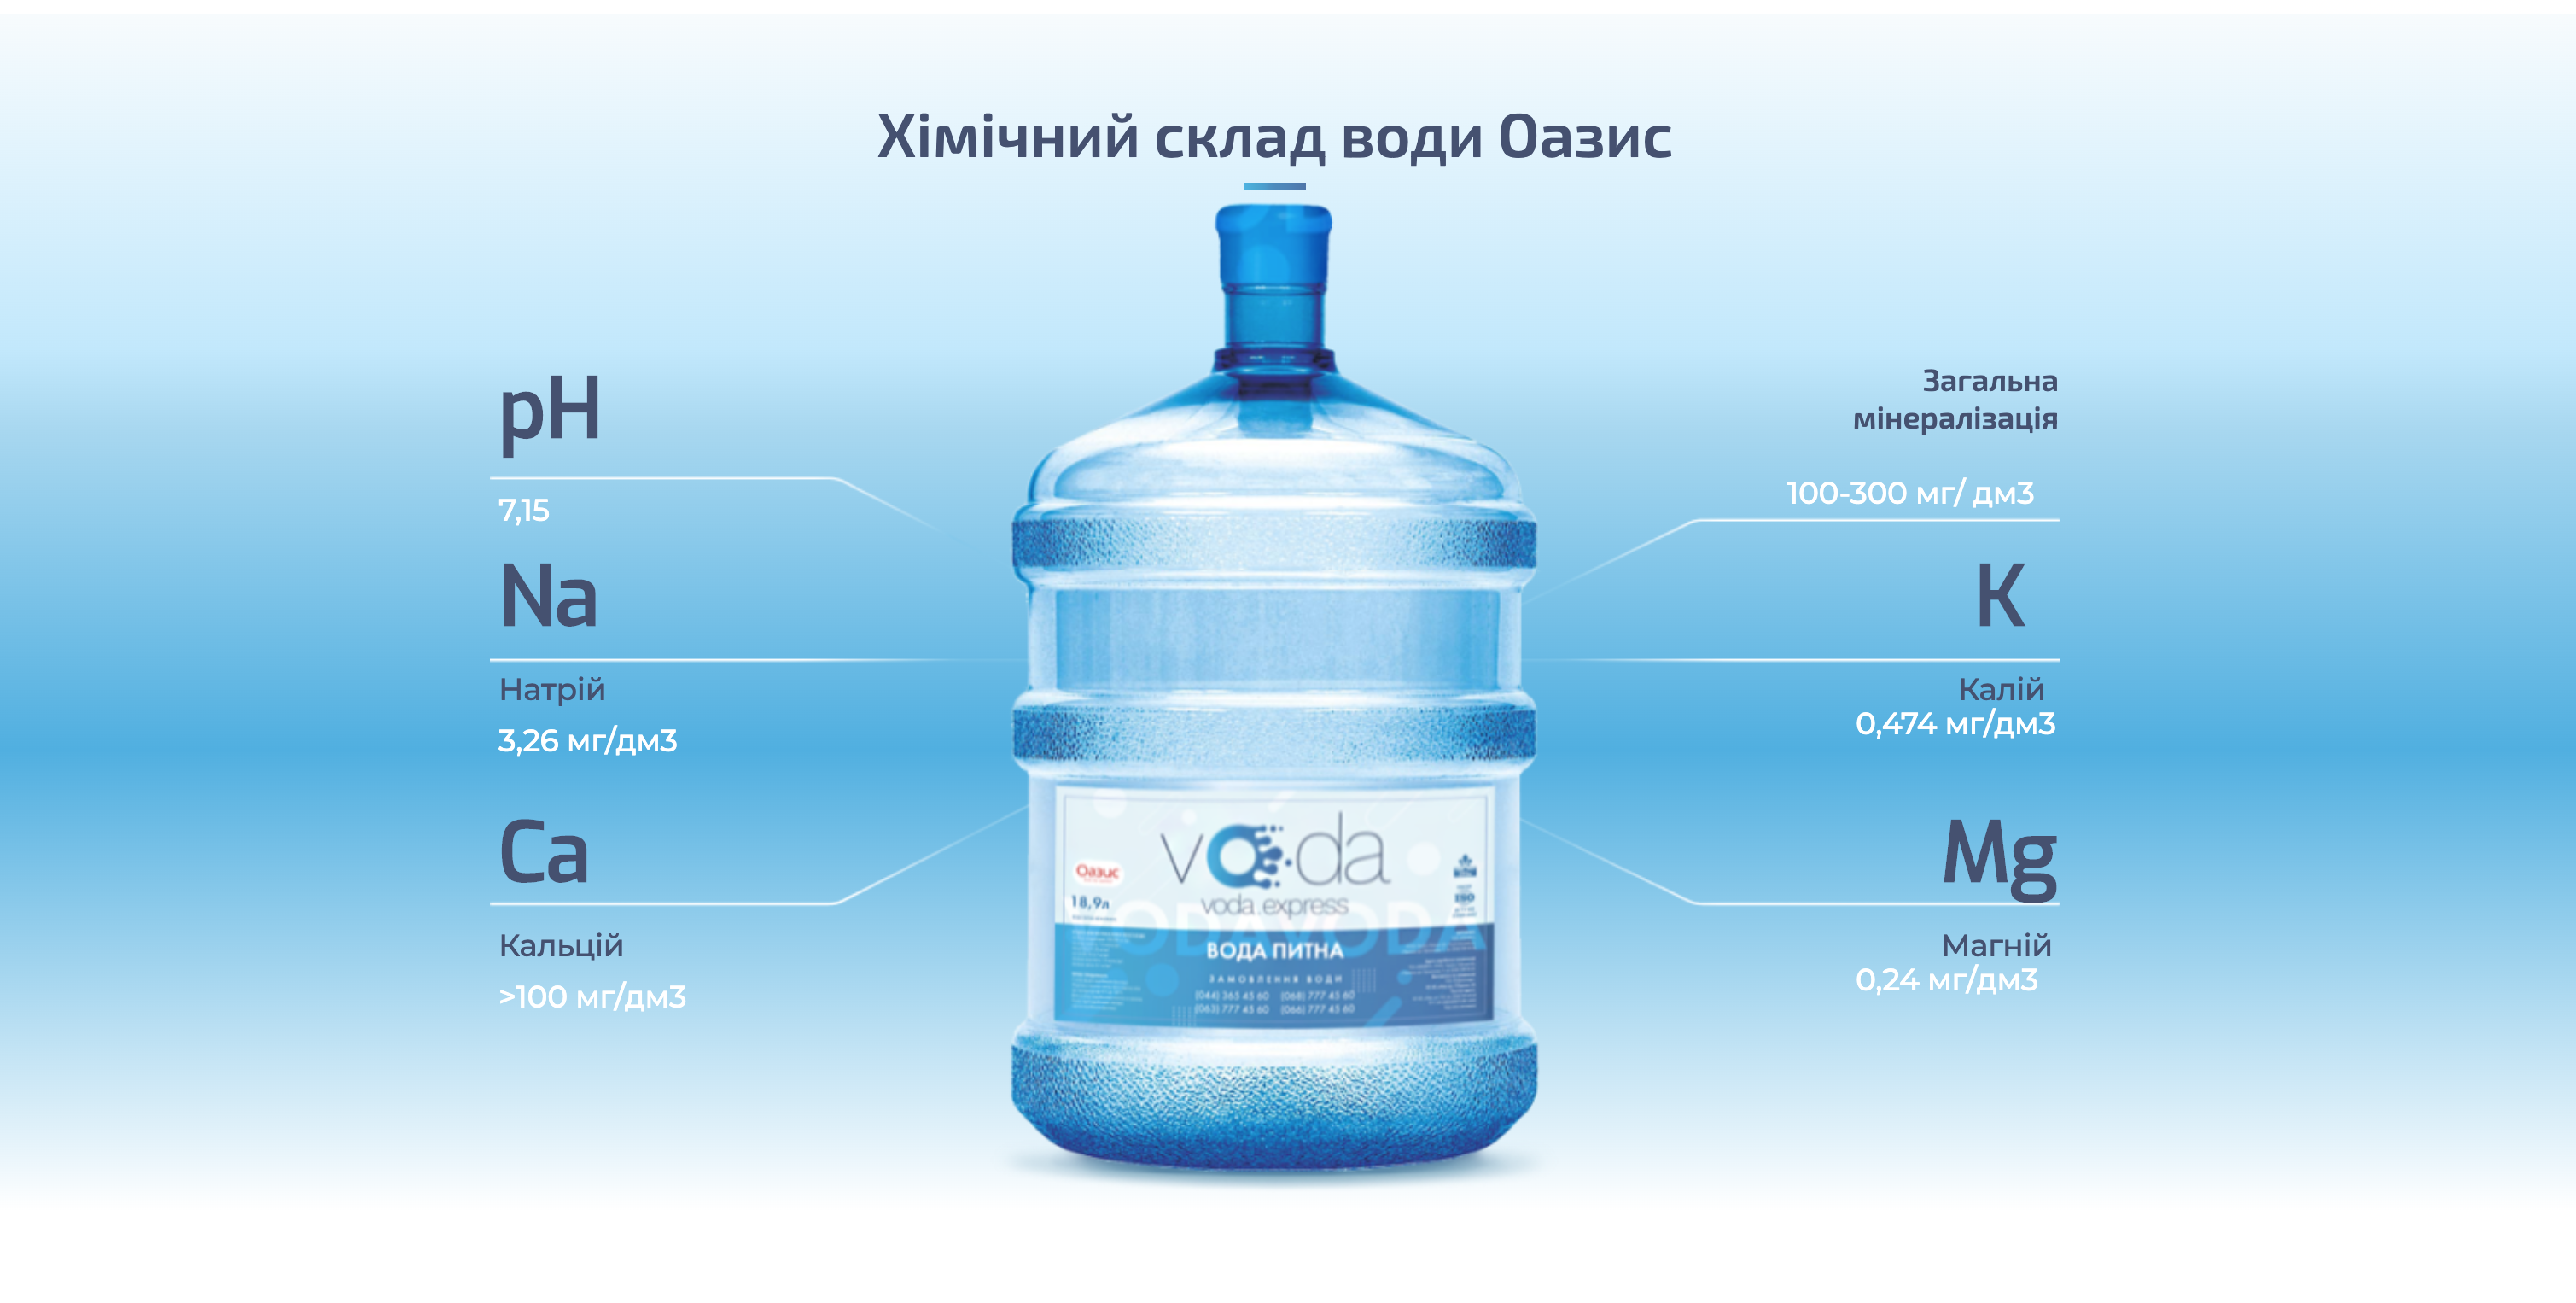 Хімічний склад води Оазис
pH
7,15
Na
Натрій
3,26 мг/дм3
Ca
Кальцій
>100 мг/дм3
Загальна
мінералізація
100-300 мг/ дм3
K
Калій
0,474 мг/дм3
Mg
Магній
0,24 мг/дм3
voda
Оазис
18,9л
voda.express
ISO
ODAVODA
ВОДА ПИТНА
ЗАМОВЛЕННЯ ВОДИ
(044) 365 45 60 (068) 777 45 60
(063) 777 45 60 (066) 777 45 60